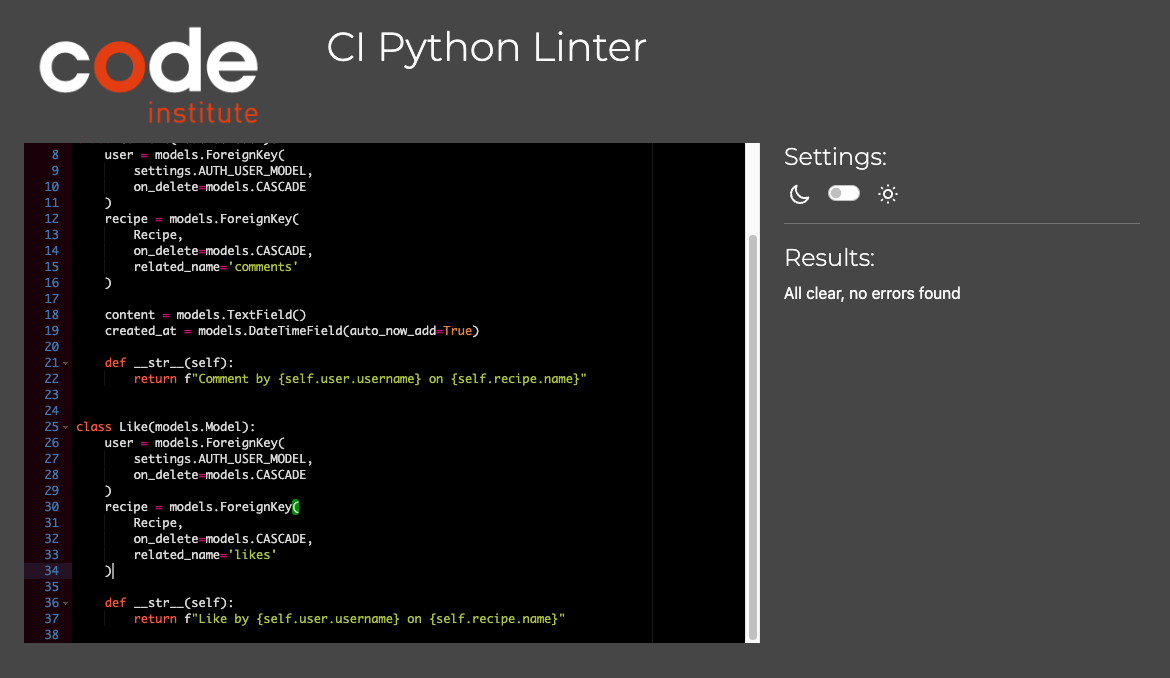 code
institute
CI Python Linter
8 user = models.ForeignKey(
9 settings.AUTH_USER_MODEL,
10 on_delete=models.CASCADE
11 )
12 recipe = models.ForeignKey(
13 Recipe,
14 on_delete=models.CASCADE,
15 related_name='comments'
16 )
17
18 content = models.TextField()
19 created_at = models.DateTimeField(auto_now_add=True)
20
21 def __str__(self):
22 return f"Comment by {self.user.username} on {self.recipe.name}"
23
24
25 class Like(models.Model):
26 user = models.ForeignKey(
27 settings.AUTH_USER_MODEL,
28 on_delete=models.CASCADE
29 )
30 recipe = models.ForeignKey(
31 Recipe,
32 on_delete=models.CASCADE,
33 related_name='likes'
34 )
35
36 def __str__(self):
37 return f"Like by {self.user.username} on {self.recipe.name}"
38
Settings:
Results:
All clear, no errors found